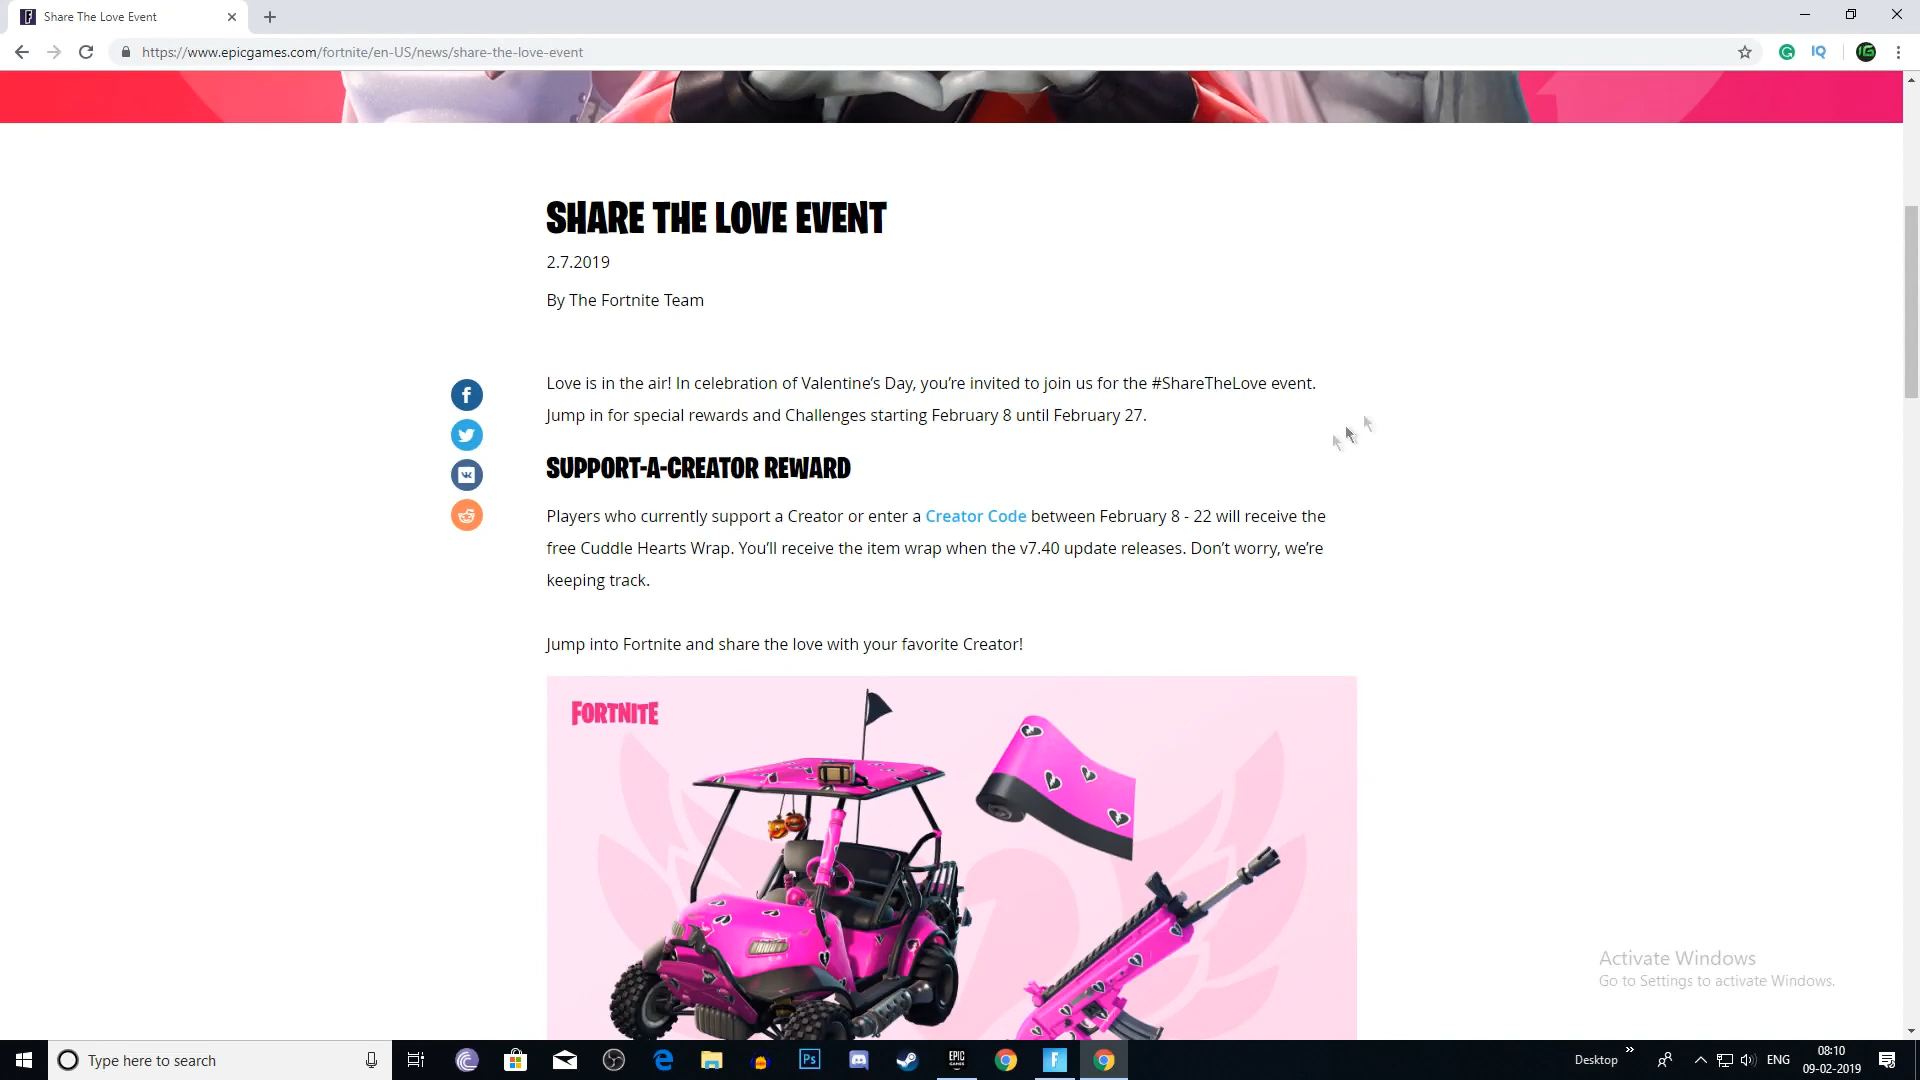 Share The Love Event
https://www.epicgames.com/fortnite/en-US/news/share-the-love-event
IQ
SHARE THE LOVE EVENT
2.7.2019
By The Fortnite Team
Love is in the air! In celebration of Valentine's Day, you're invited to join us for the #ShareTheLove event.
Jump in for special rewards and Challenges starting February 8 until February 27.
SUPPORT-A-CREATOR REWARD
Players who currently support a Creator or enter a Creator Code between February 8 - 22 will receive the
free Cuddle Hearts Wrap. You'll receive the item wrap when the v7.40 update releases. Don't worry, we're
keeping track.
Jump into Fortnite and share the love with your favorite Creator!
FORTNITE
Activate Windows
Go to Settings to activate Windows.
Type here to search
Ps
EPIC
GAMES
Desktop
ENG
08:10
09-02-2019